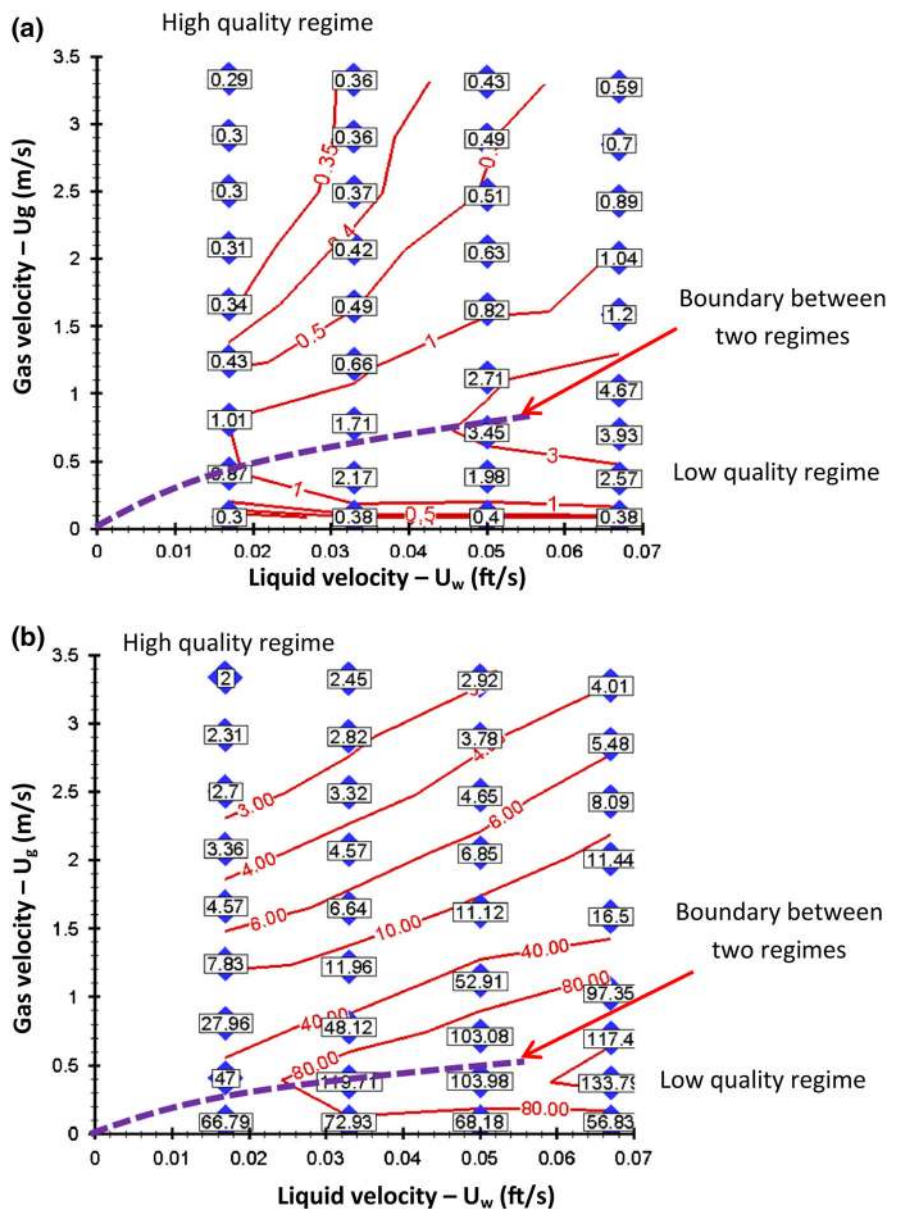 (a)
High quality regime
3.5
0.29 0.36 0.43 0.59
3
0.3 0.36 0.49 0.7
0.35
2.5
0.3 0.37 0.51 0.89
0.4
2
0.31 0.42 0.63 1.04
Gas velocity – Ug (m/s)
0.34 0.49 0.82 1.2
1.5
0.5
1
0.43 0.66 2.71 4.67
1
1.01 1.71 3.45 3.93
3
0.5
0.87 2.17 1.98 2.57
1
1
0.5
0.3 0.38 0.4 0.38
0
0 0.01 0.02 0.03 0.04 0.05 0.06 0.07
Liquid velocity – Uw (ft/s)
Boundary between
two regimes
Low quality regime
(b)
High quality regime
3.5
2 2.45 2.92 4.01
3
2.31 2.82 3.78 5.48
2.5
2.7 3.32 4.65 8.09
3.00
6.00
2
3.36 4.57 6.85 11.44
4.00
Gas velocity – Ug (m/s)
4.57 6.64 11.12 16.5
1.5
6.00
10.00
40.00
7.83 11.96 52.91 97.35
1
80.00
27.96 48.12 103.08 117.4
40.00
0.5
80.00
47 119.71 103.98 133.79
80.00
66.79 72.93 68.18 56.83
0
0 0.01 0.02 0.03 0.04 0.05 0.06 0.07
Liquid velocity – Uw (ft/s)
Boundary between
two regimes
Low quality regime